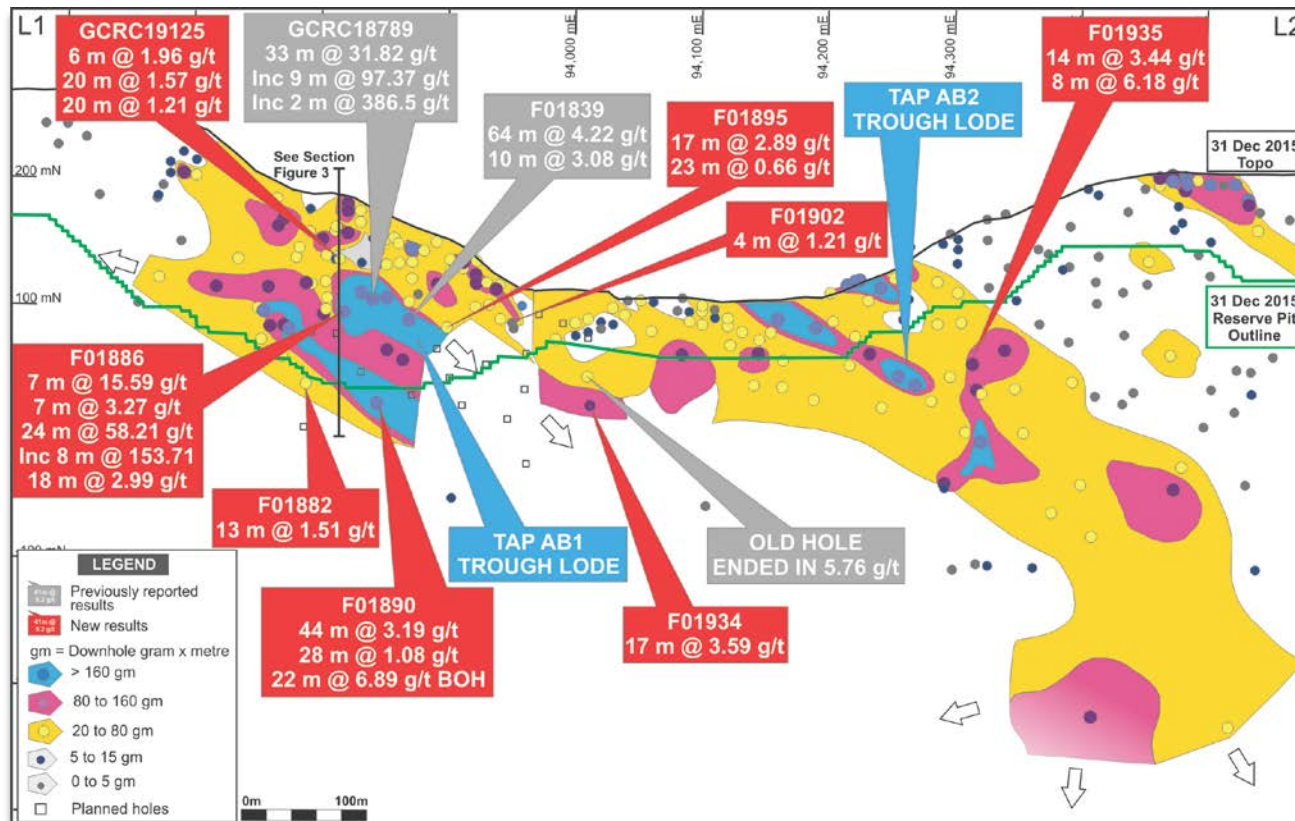 L1
L2
94,000 mE
94,100 mE
94,200 mE
94,300 mE
GCRC19125
6 m @ 1.96 g/t
20 m @ 1.57 g/t
20 m @ 1.21 g/t
GCRC18789
33 m @ 31.82 g/t
Inc 9 m @ 97.37 g/t
Inc 2 m @ 386.5 g/t
F01839
64 m @ 4.22 g/t
10 m @ 3.08 g/t
F01895
17 m @ 2.89 g/t
23 m @ 0.66 g/t
F01902
4 m @ 1.21 g/t
TAP AB2
TROUGH LODE
F01935
14 m @ 3.44 g/t
8 m @ 6.18 g/t
31 Dec 2015
Topo
31 Dec 2015
Reserve Pit
Outline
See Section
Figure 3
200 mN
100 mN
F01886
7 m @ 15.59 g/t
7 m @ 3.27 g/t
24 m @ 58.21 g/t
Inc 8 m @ 153.71
18 m @ 2.99 g/t
F01882
13 m @ 1.51 g/t
F01890
44 m @ 3.19 g/t
28 m @ 1.08 g/t
22 m @ 6.89 g/t BOH
TAP AB1
TROUGH LODE
OLD HOLE
ENDED IN 5.76 g/t
F01934
17 m @ 3.59 g/t
LEGEND
Previously reported
results
New results
gm = Downhole gram x metre
> 160 gm
80 to 160 gm
20 to 80 gm
5 to 15 gm
0 to 5 gm
Planned holes
0m
100m